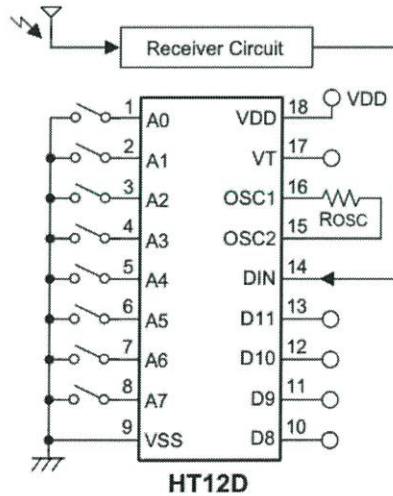 Receiver Circuit
VDD
1 A0 VDD 18
2 A1 VT 17
3 A2 OSC1 16
ROSC
4 A3 OSC2 15
5 A4 DIN 14
6 A5 D11 13
7 A6 D10 12
8 A7 D9 11
9 VSS D8 10
HT12D